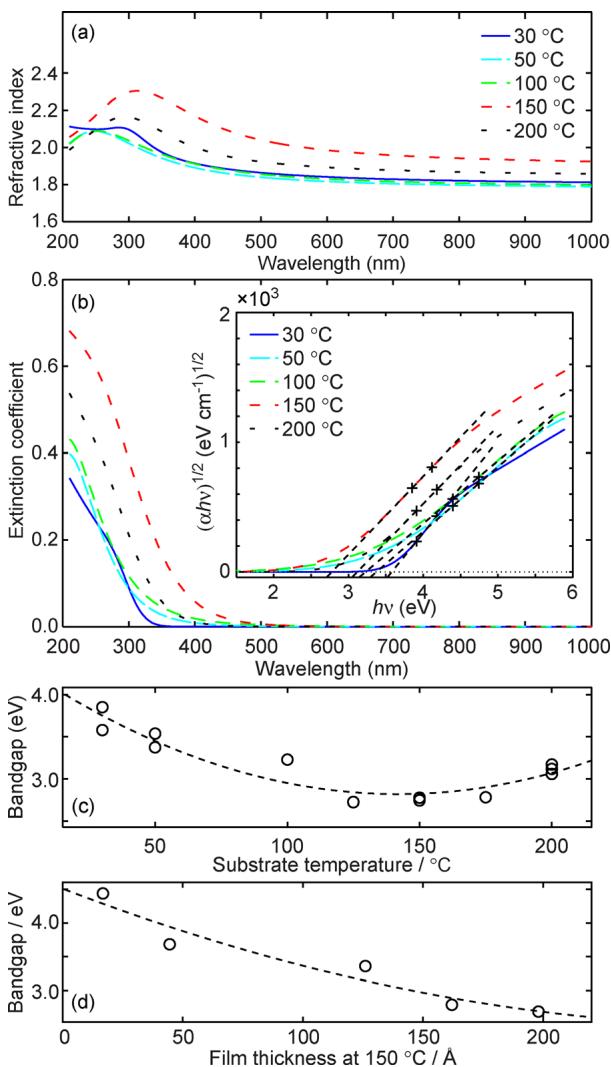 (a)
30 °C
50 °C
100 °C
150 °C
200 °C
2.4
2.2
2.0
1.8
1.6
Refractive index
200 300 400 500 600 700 800 900 1000
Wavelength (nm)
(b)
0.8
0.6
0.4
0.2
0.0
Extinction coefficient
×10³
2
1
0
(αhν)^1/2 (eV cm⁻¹)^1/2
30 °C
50 °C
100 °C
150 °C
200 °C
2 3 4 5 6
hν (eV)
200 300 400 500 600 700 800 900 1000
Wavelength (nm)
4.0
3.0
Bandgap (eV)
(c)
50 100 150 200
Substrate temperature / °C
4.0
3.0
Bandgap / eV
(d)
0 50 100 150 200
Film thickness at 150 °C / Å